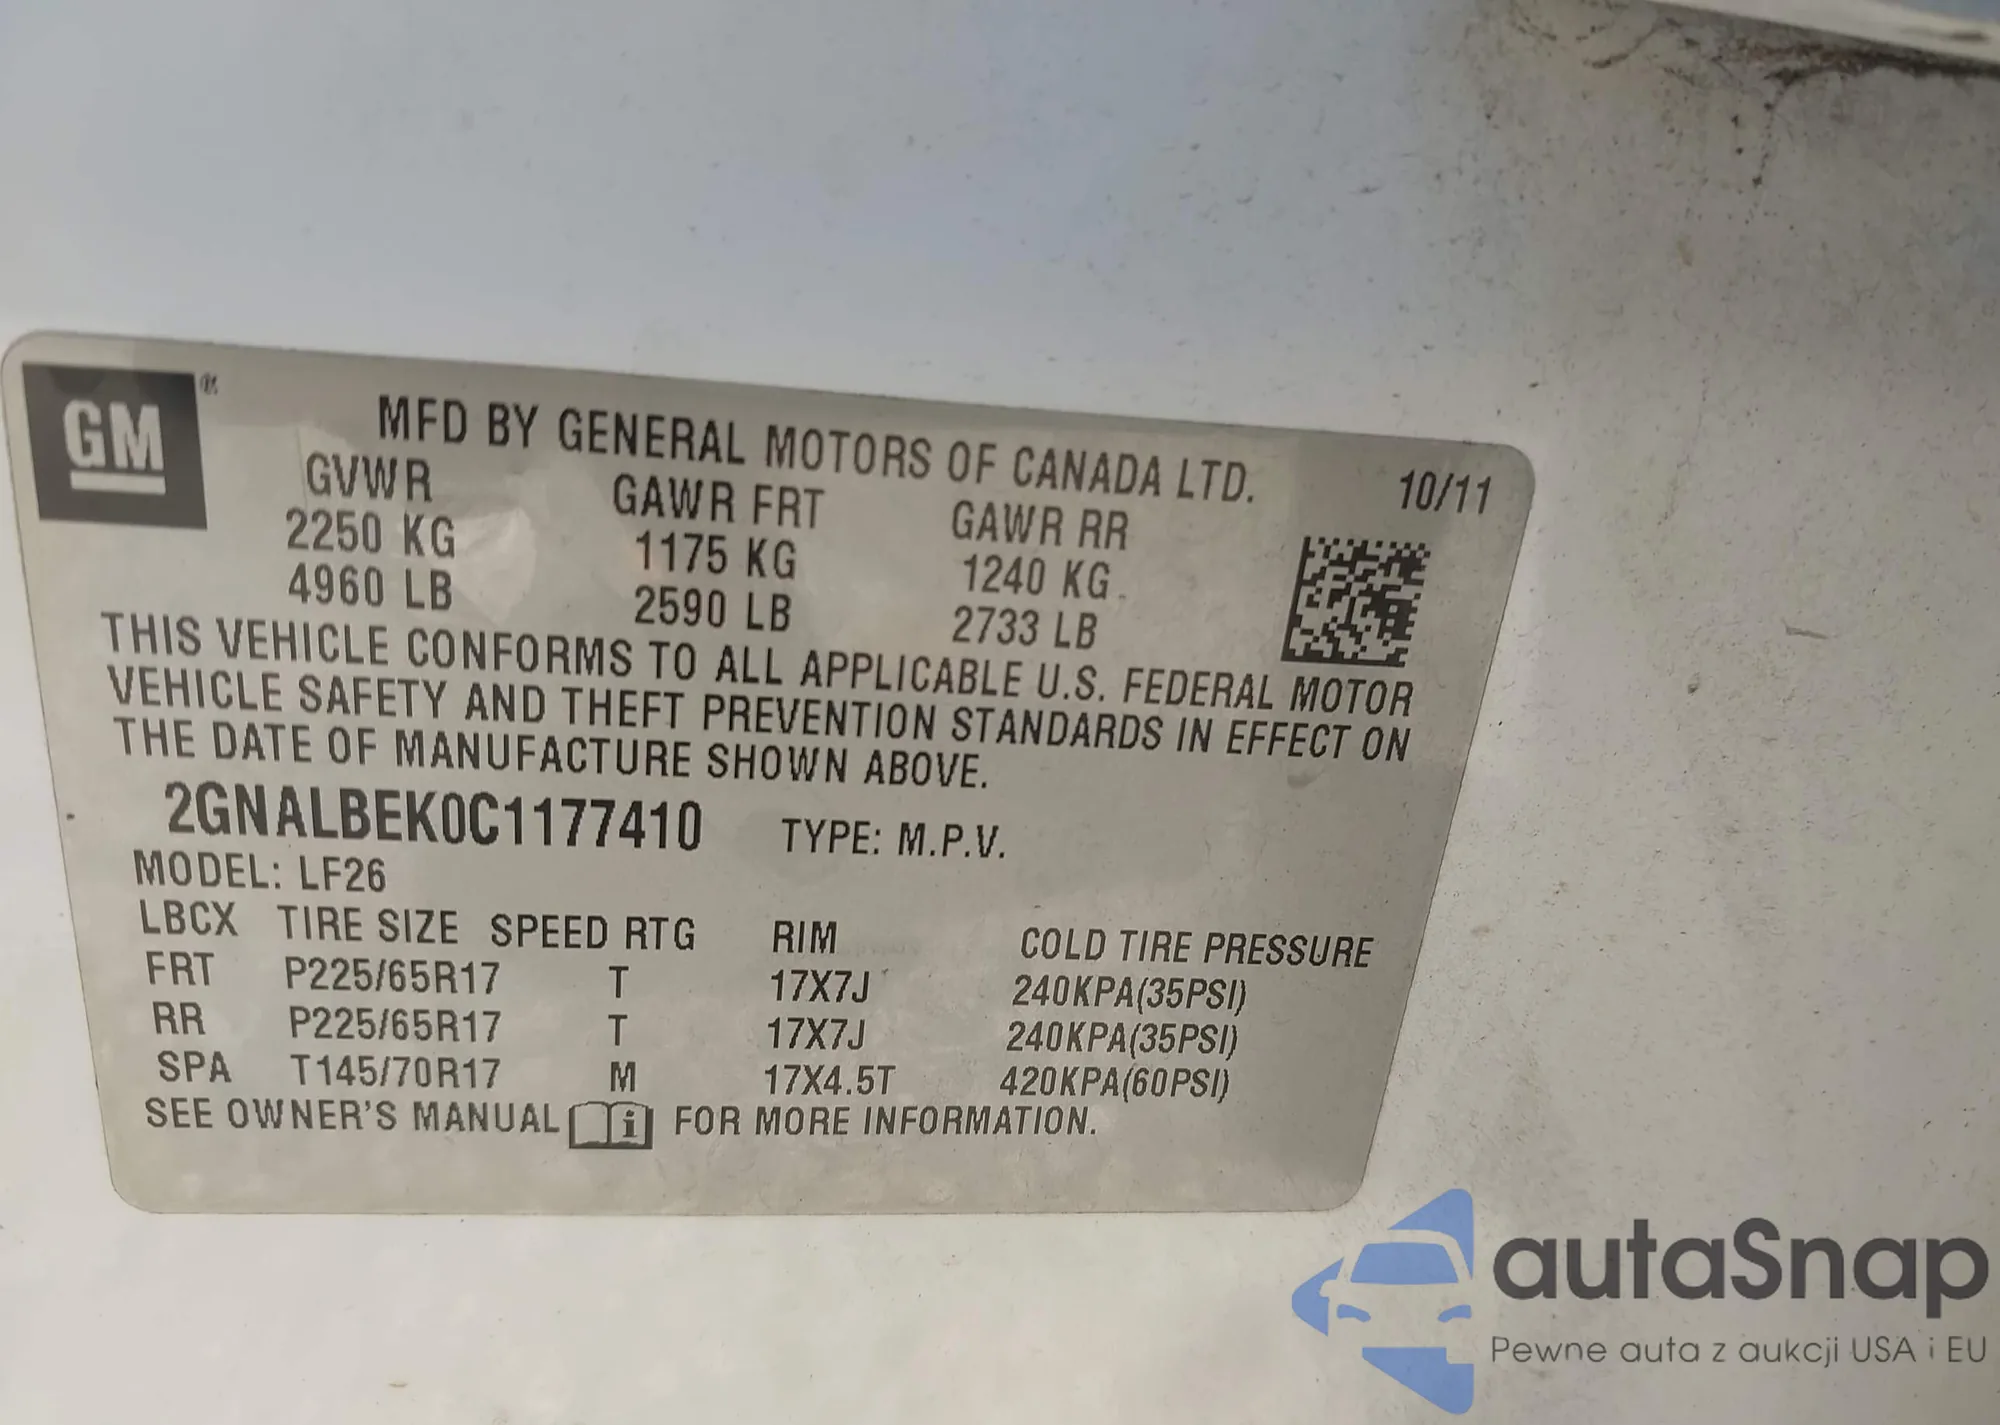 GM®
MFD BY GENERAL MOTORS OF CANADA LTD.
10/11
GVWR GAWR FRT GAWR RR
2250 KG 1175 KG 1240 KG
4960 LB 2590 LB 2733 LB
THIS VEHICLE CONFORMS TO ALL APPLICABLE U.S. FEDERAL MOTOR
VEHICLE SAFETY AND THEFT PREVENTION STANDARDS IN EFFECT ON
THE DATE OF MANUFACTURE SHOWN ABOVE.
2GNALBEK0C1177410 TYPE: M.P.V.
MODEL: LF26
LBCX TIRE SIZE SPEED RTG RIM COLD TIRE PRESSURE
FRT P225/65R17 T 17X7J 240KPA(35PSI)
RR P225/65R17 T 17X7J 240KPA(35PSI)
SPA T145/70R17 M 17X4.5T 420KPA(60PSI)
SEE OWNER'S MANUAL i FOR MORE INFORMATION.
autaSnap
Pewne auta z aukcji USA i EU